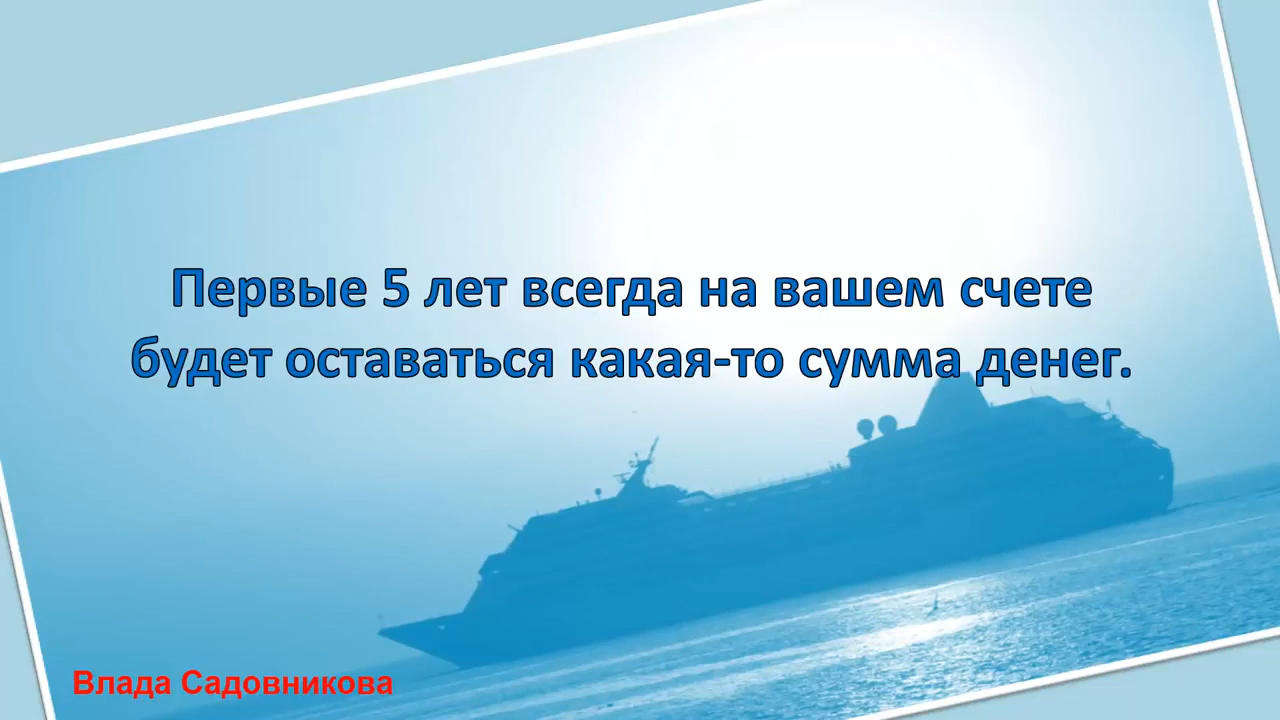 Первые 5 лет всегда на вашем счете
будет оставаться какая-то сумма денег.
Влада Садовникова